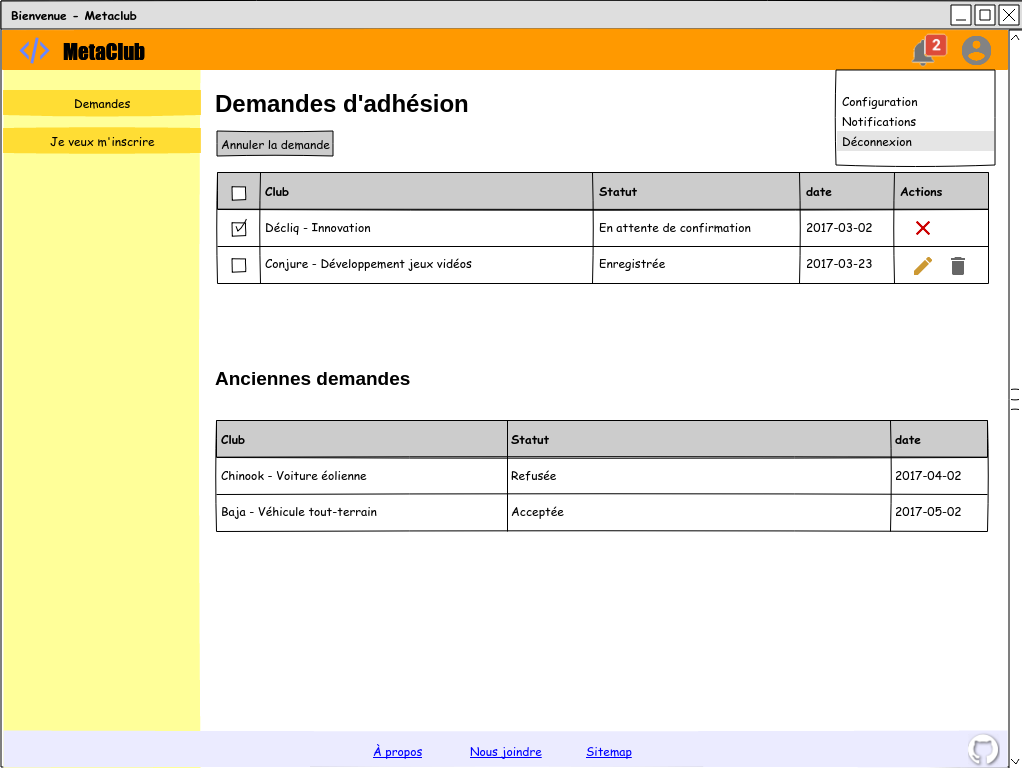 Bienvenue - Metaclub
</> MetaClub
2
Demandes
Je veux m'inscrire
Configuration
Notifications
Déconnexion
Demandes d'adhésion
Annuler la demande
Club Statut date Actions
Décliq - Innovation En attente de confirmation 2017-03-02
Conjure - Développement jeux vidéos Enregistrée 2017-03-23
Anciennes demandes
Club Statut date
Chinook - Voiture éolienne Refusée 2017-04-02
Baja - Véhicule tout-terrain Acceptée 2017-05-02
À propos Nous joindre Sitemap